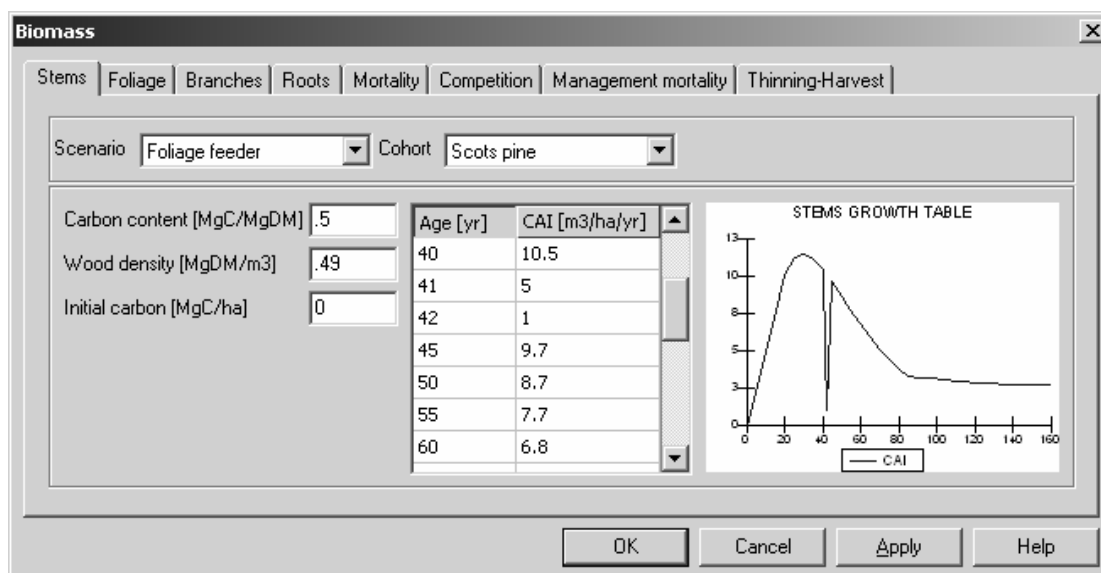 Biomass
Stems Foliage Branches Roots Mortality Competition Management mortality Thinning-Harvest
Scenario Foliage feeder Cohort Scots pine
Carbon content [MgC/MgDM] .5
Wood density [MgDM/m3] .49
Initial carbon [MgC/ha] 0
Age [yr] CAI [m3/ha/yr]
40 10.5
41 5
42 1
45 9.7
50 8.7
55 7.7
60 6.8
STEMS GROWTH TABLE
13
10
8
5
3
0
0 20 40 60 80 100 120 140 160
CAI
OK Cancel Apply Help